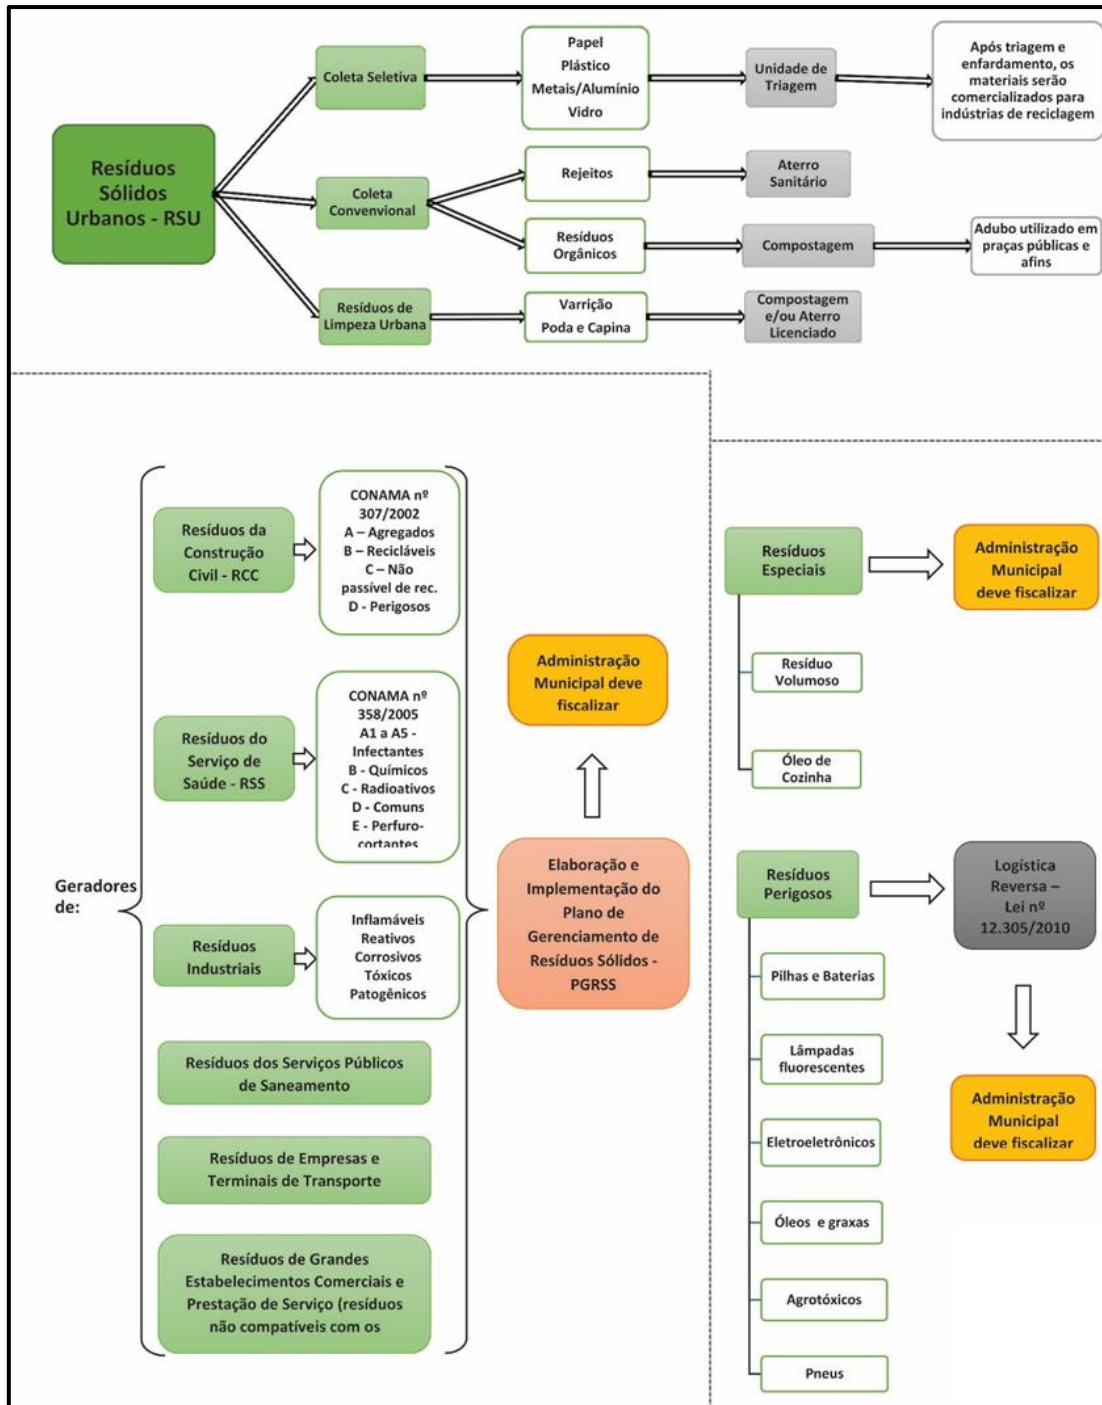 Resíduos
Sólidos
Urbanos - RSU
Coleta Seletiva
Papel
Plástico
Metais/Alumínio
Vidro
Unidade de
Triagem
Após triagem e
enfardamento, os
materiais serão
comercializados para
indústrias de reciclagem
Coleta
Convenvional
Rejeitos
Aterro
Sanitário
Resíduos
Orgânicos
Compostagem
Adubo utilizado em
praças públicas e
afins
Resíduos de
Limpeza Urbana
Varrição
Poda e Capina
Compostagem
e/ou Aterro
Licenciado
Geradores
de:
Resíduos da
Construção
Civil - RCC
CONAMA nº
307/2002
A – Agregados
B – Recicláveis
C – Não
passível de rec.
D - Perigosos
Resíduos do
Serviço de
Saúde - RSS
CONAMA nº
358/2005
A1 a A5 -
Infectantes
B - Químicos
C - Radioativos
D - Comuns
E - Perfuro-
cortantes
Resíduos
Industriais
Inflamáveis
Reativos
Corrosivos
Tóxicos
Patogênicos
Resíduos dos Serviços Públicos
de Saneamento
Resíduos de Empresas e
Terminais de Transporte
Resíduos de Grandes
Estabelecimentos Comerciais e
Prestação de Serviço (resíduos
não compatíveis com os
Administração
Municipal deve
fiscalizar
Elaboração e
Implementação do
Plano de
Gerenciamento de
Resíduos Sólidos -
PGRSS
Resíduos
Especiais
Administração
Municipal
deve fiscalizar
Resíduo
Volumoso
Óleo de
Cozinha
Resíduos
Perigosos
Logística
Reversa –
Lei nº
12.305/2010
Pilhas e Baterias
Lâmpadas
fluorescentes
Eletroeletrônicos
Óleos e graxas
Agrotóxicos
Pneus
Administração
Municipal
deve fiscalizar